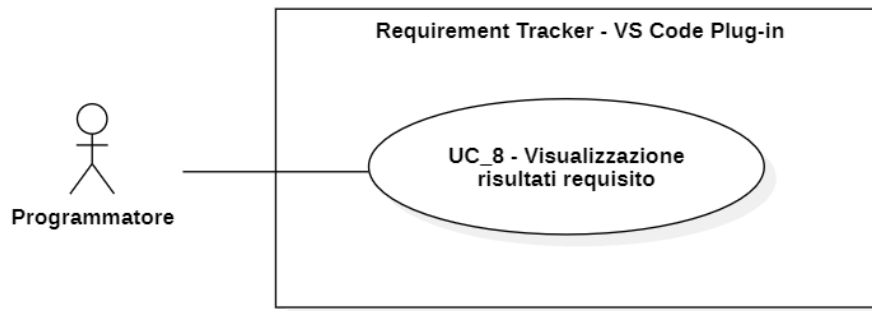 Requirement Tracker - VS Code Plug-in
UC_8 - Visualizzazione
risultati requisito
Programmatore